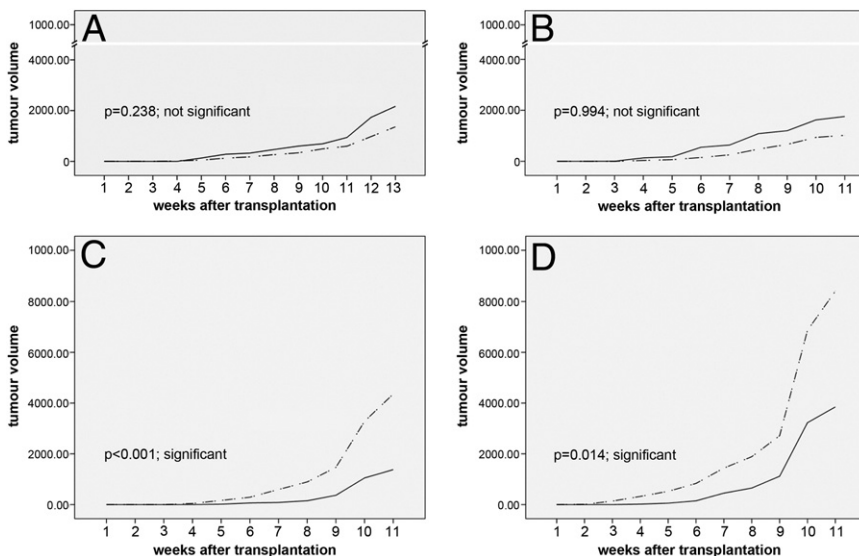 A
1000.00
4000.00
2000.00
0
tumour volume
p=0.238; not significant
1 2 3 4 5 6 7 8 9 10 11 12 13
weeks after transplantation
B
1000.00
4000.00
2000.00
0
tumour volume
p=0.994; not significant
1 2 3 4 5 6 7 8 9 10 11
weeks after transplantation
C
1000.00
8000.00
6000.00
4000.00
2000.00
0.00
tumour volume
p<0.001; significant
1 2 3 4 5 6 7 8 9 10 11
weeks after transplantation
D
1000.00
8000.00
6000.00
4000.00
2000.00
0.00
tumour volume
p=0.014; significant
1 2 3 4 5 6 7 8 9 10 11
weeks after transplantation